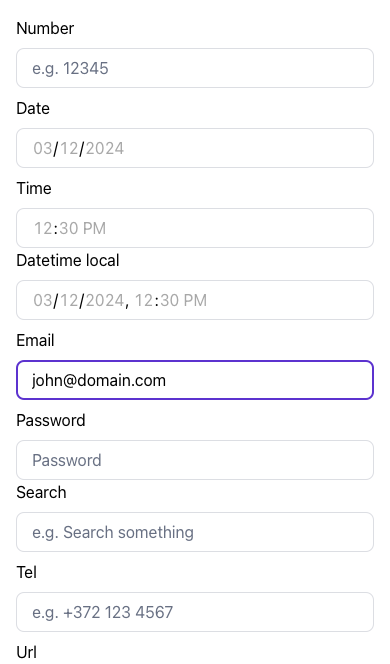 Number
e.g. 12345
Date
03/12/2024
Time
12:30 PM
Datetime local
03/12/2024, 12:30 PM
Email
john@domain.com
Password
Password
Search
e.g. Search something
Tel
e.g. +372 123 4567
Url